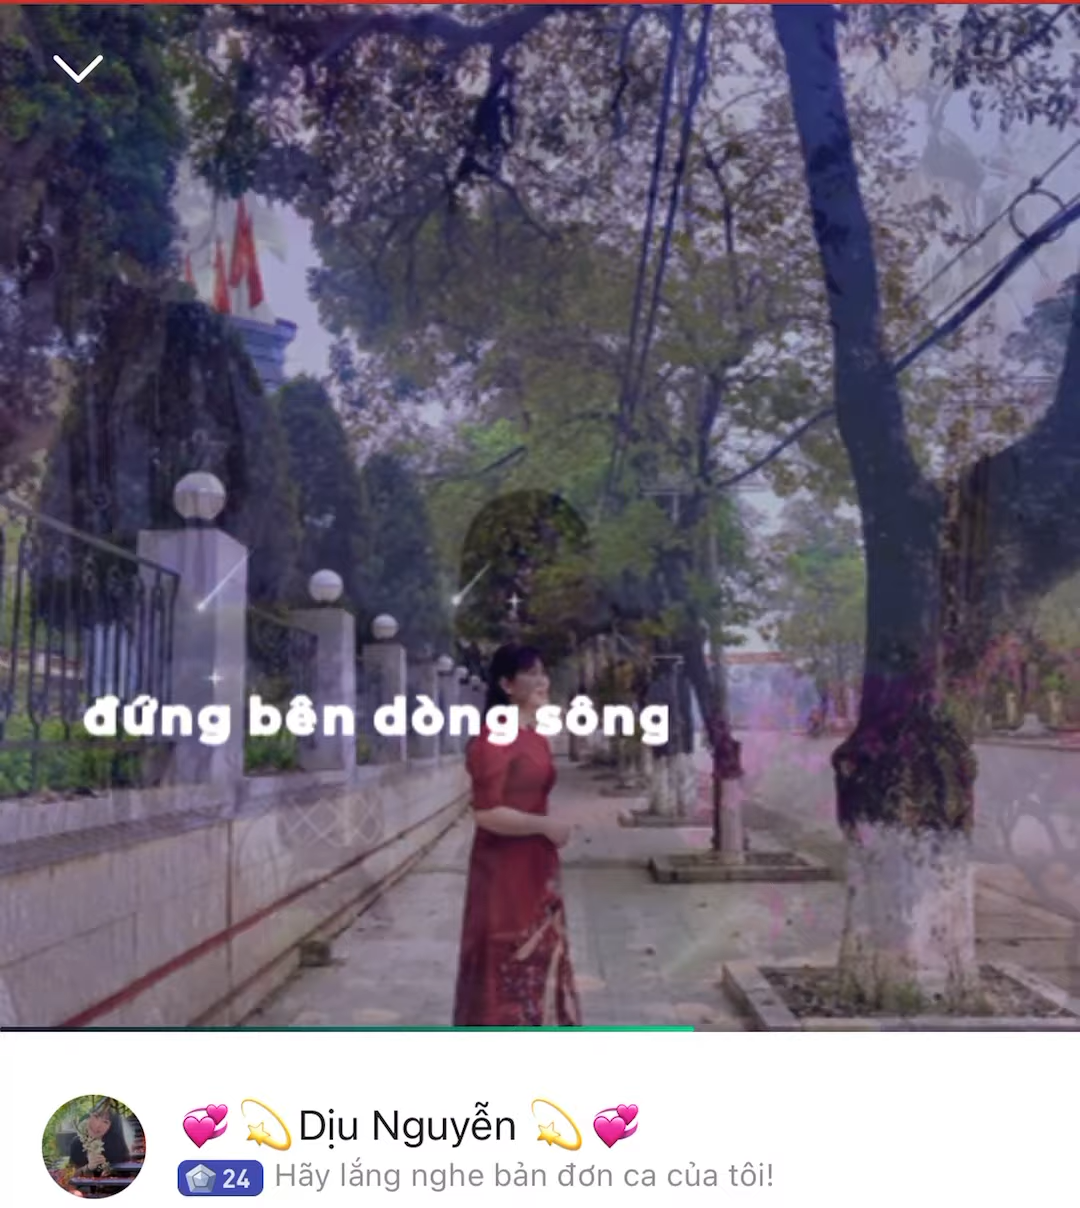 đứng bên dòng sông
💞 💫Dịu Nguyễn 💫 💞
24 Hãy lắng nghe bản đơn ca của tôi!